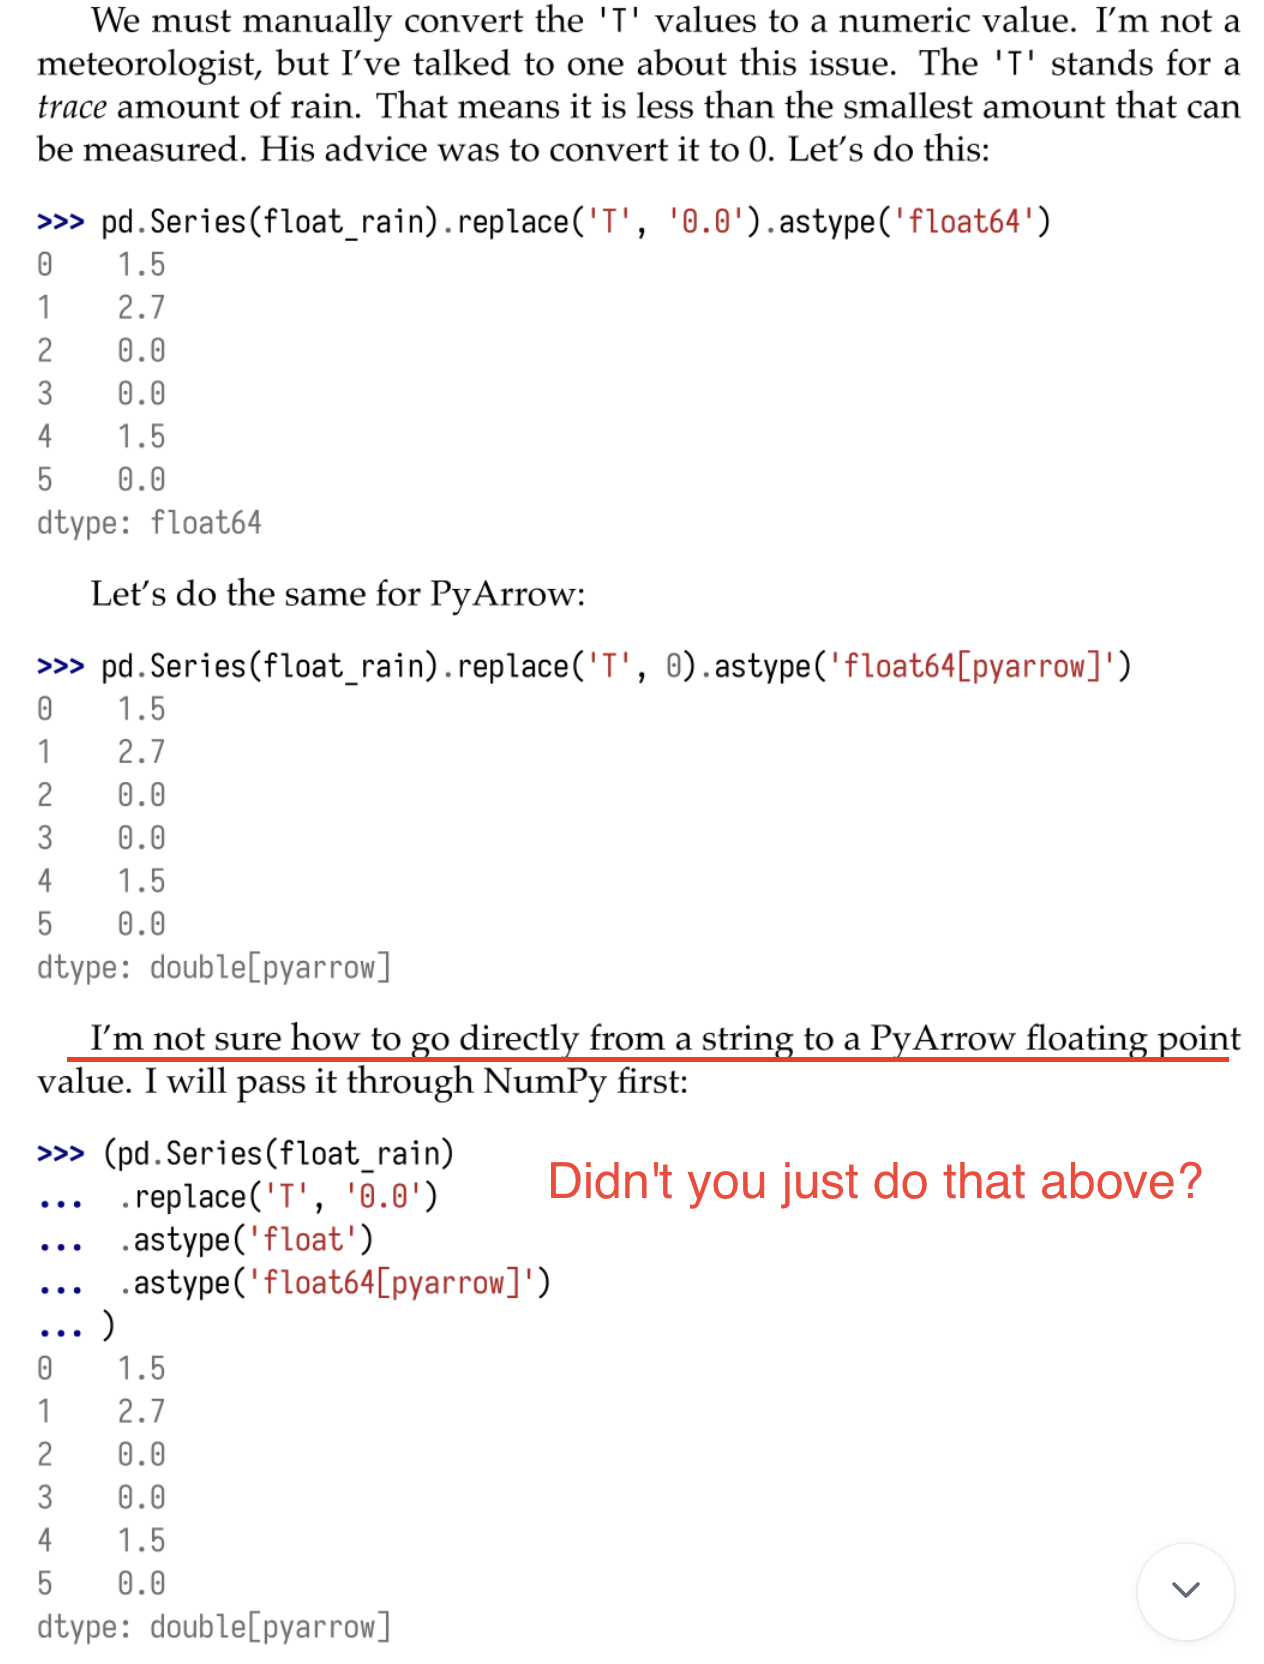 We must manually convert the 'T' values to a numeric value. I’m not a
meteorologist, but I’ve talked to one about this issue. The 'T' stands for a
trace amount of rain. That means it is less than the smallest amount that can
be measured. His advice was to convert it to 0. Let’s do this:
>>> pd.Series(float_rain).replace('T', '0.0').astype('float64')
0    1.5
1    2.7
2    0.0
3    0.0
4    1.5
5    0.0
dtype: float64
Let’s do the same for PyArrow:
>>> pd.Series(float_rain).replace('T', 0).astype('float64[pyarrow]')
0    1.5
1    2.7
2    0.0
3    0.0
4    1.5
5    0.0
dtype: double[pyarrow]
I’m not sure how to go directly from a string to a PyArrow floating point
value. I will pass it through NumPy first:
>>> (pd.Series(float_rain)
...  .replace('T', '0.0')
Didn't you just do that above?
...  .astype('float')
...  .astype('float64[pyarrow]')
... )
0    1.5
1    2.7
2    0.0
3    0.0
4    1.5
5    0.0
dtype: double[pyarrow]